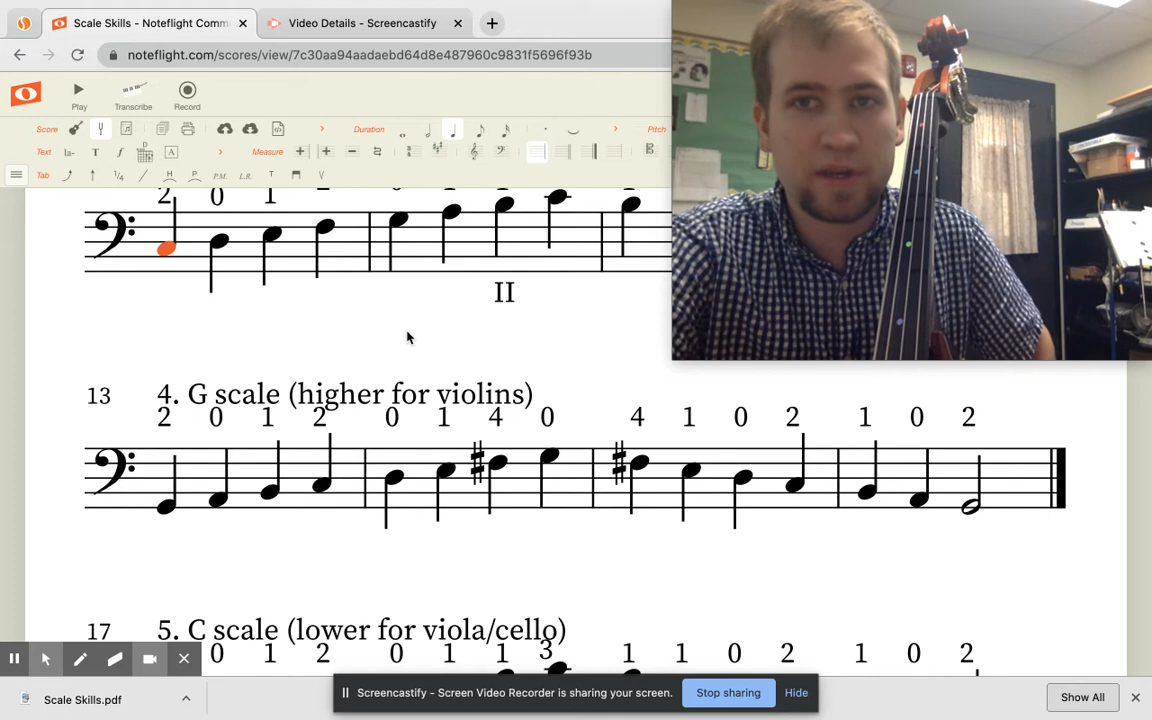 Scale Skills - Noteflight Comm
Video Details - Screencastify
noteflight.com/scores/view/7c30aa94aadaebd64d8e487960c9831f5696f93b
Play
Transcribe
Record
Score
Duration
Pitch
Text
la-
T
f
A
Measure
Tab
1/4
H
P
P.M.
L.R.
T
V
2 0 1
II
13 4. G scale (higher for violins)
2 0 1 2 0 1 4 0 4 1 0 2 1 0 2
17 5. C scale (lower for viola/cello)
0 1 2 0 1 1 3 1 1 0 2 1 0 2
Scale Skills.pdf
Screencastify - Screen Video Recorder is sharing your screen.
Stop sharing
Hide
Show All